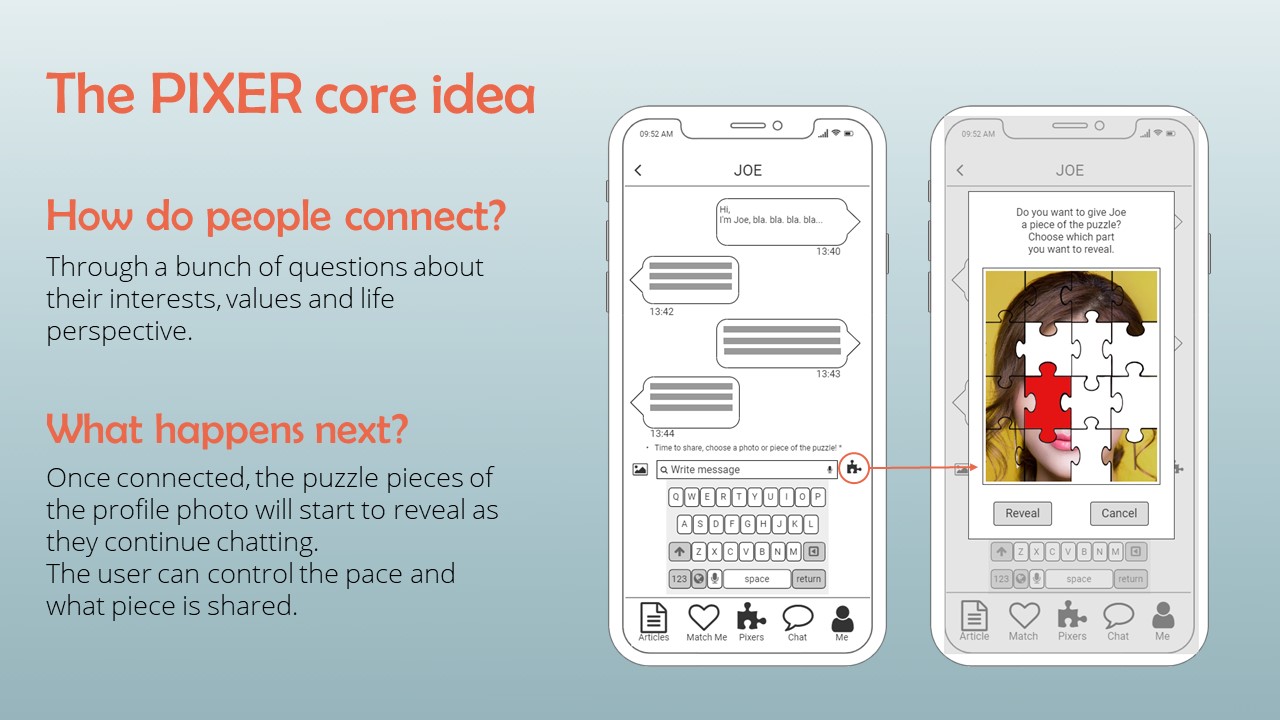 The PIXER core idea
How do people connect?
Through a bunch of questions about
their interests, values and life
perspective.
What happens next?
Once connected, the puzzle pieces of
the profile photo will start to reveal as
they continue chatting.
The user can control the pace and
what piece is shared.
09:52 AM
JOE
Hi,
I'm Joe, bla. bla. bla. bla...
13:40
13:42
13:43
13:44
• Time to share, choose a photo or piece of the puzzle! *
Write message
Q W E R T Y U I O P
A S D F G H J K L
Z X C V B N M
123 space return
Articles Match Me Pixers Chat Me
09:52 AM
JOE
Do you want to give Joe
a piece of the puzzle?
Choose which part
you want to reveal.
Reveal Cancel
Z X C V B N M
123 space return
Article Match Pixers Chat Me